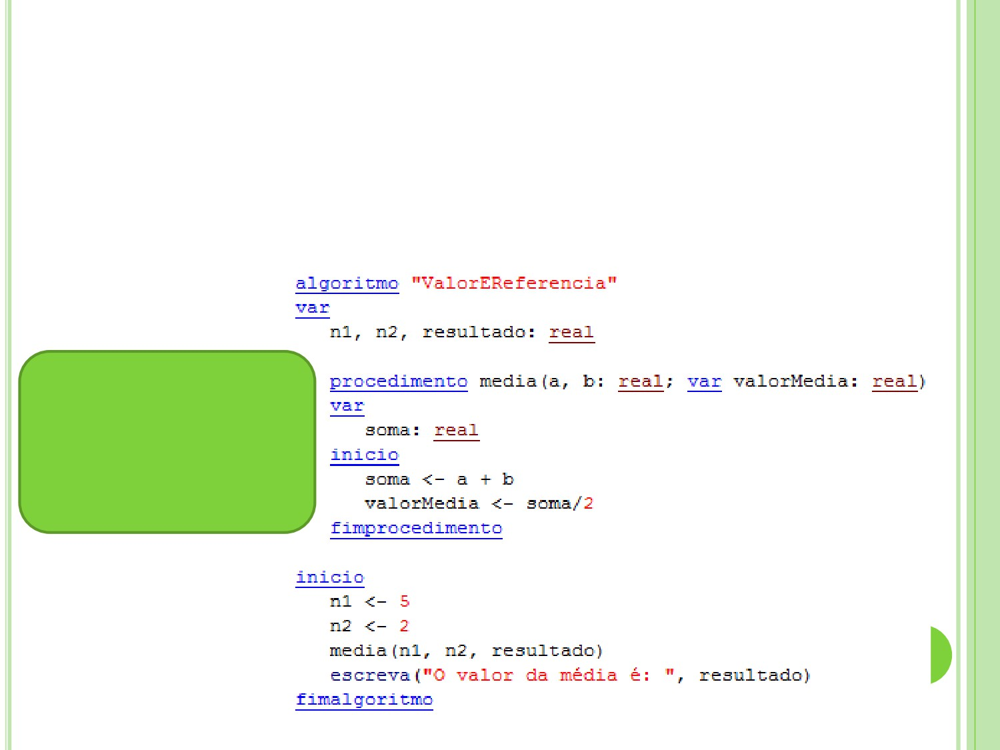 algoritmo "ValorEReferencia"
var
n1, n2, resultado: real
procedimento media(a, b: real; var valorMedia: real)
var
soma: real
inicio
soma <- a + b
valorMedia <- soma/2
fimprocedimento
inicio
n1 <- 5
n2 <- 2
media(n1, n2, resultado)
escreva("O valor da média é: ", resultado)
fimalgoritmo